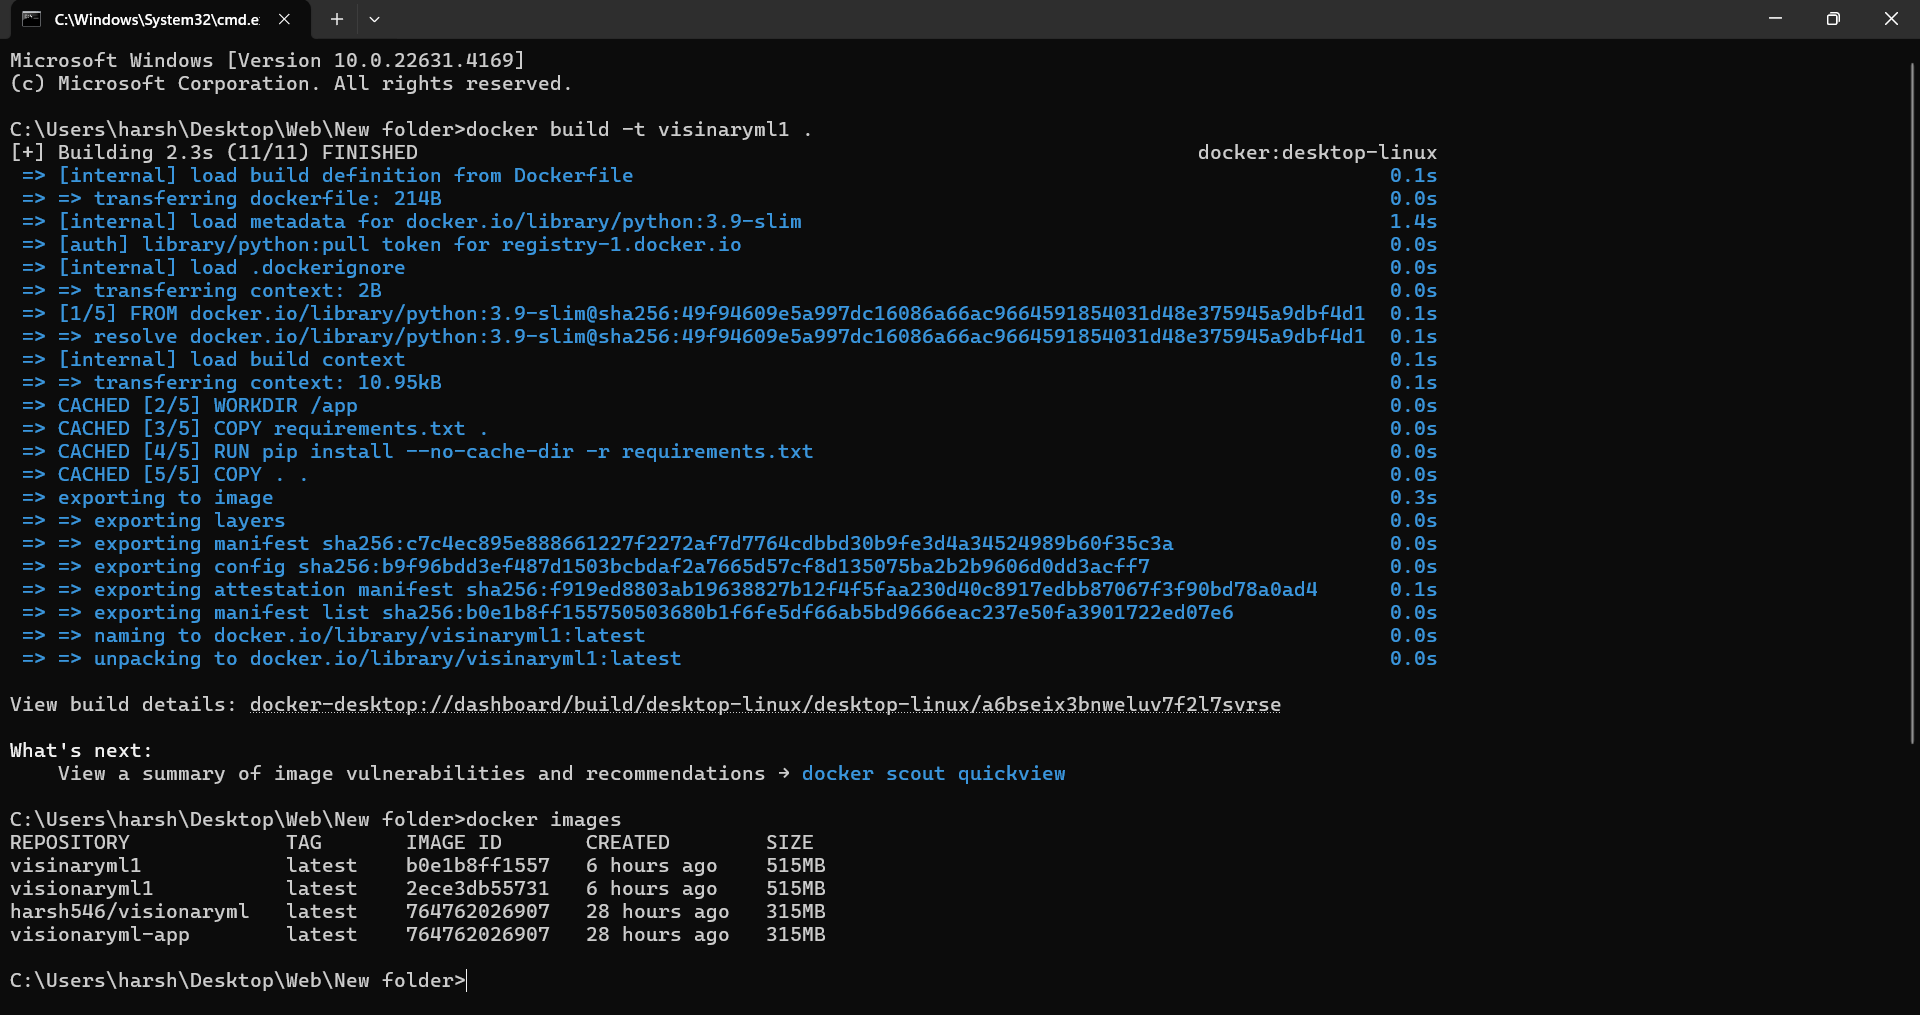 C:\Windows\System32\cmd.e
Microsoft Windows [Version 10.0.22631.4169]
(c) Microsoft Corporation. All rights reserved.
C:\Users\harsh\Desktop\Web\New folder>docker build -t visinaryml1 .
[+] Building 2.3s (11/11) FINISHED docker:desktop-linux
=> [internal] load build definition from Dockerfile 0.1s
=> => transferring dockerfile: 214B 0.0s
=> [internal] load metadata for docker.io/library/python:3.9-slim 1.4s
=> [auth] library/python:pull token for registry-1.docker.io 0.0s
=> [internal] load .dockerignore 0.0s
=> => transferring context: 2B 0.0s
=> [1/5] FROM docker.io/library/python:3.9-slim@sha256:49f94609e5a997dc16086a66ac9664591854031d48e375945a9dbf4d1 0.1s
=> => resolve docker.io/library/python:3.9-slim@sha256:49f94609e5a997dc16086a66ac9664591854031d48e375945a9dbf4d1 0.1s
=> [internal] load build context 0.1s
=> => transferring context: 10.95kB 0.1s
=> CACHED [2/5] WORKDIR /app 0.0s
=> CACHED [3/5] COPY requirements.txt . 0.0s
=> CACHED [4/5] RUN pip install --no-cache-dir -r requirements.txt 0.0s
=> CACHED [5/5] COPY . . 0.0s
=> exporting to image 0.3s
=> => exporting layers 0.0s
=> => exporting manifest sha256:c7c4ec895e888661227f2272af7d7764cdbbd30b9fe3d4a34524989b60f35c3a 0.0s
=> => exporting config sha256:b9f96bdd3ef487d1503bcbdaf2a7665d57cf8d135075ba2b2b9606d0dd3acff7 0.0s
=> => exporting attestation manifest sha256:f919ed8803ab19638827b12f4f5faa230d40c8917edbb87067f3f90bd78a0ad4 0.1s
=> => exporting manifest list sha256:b0e1b8ff155750503680b1f6fe5df66ab5bd9666eac237e50fa3901722ed07e6 0.0s
=> => naming to docker.io/library/visinaryml1:latest 0.0s
=> => unpacking to docker.io/library/visinaryml1:latest 0.0s
View build details: docker-desktop://dashboard/build/desktop-linux/desktop-linux/a6bseix3bnweluv7f2l7svrse
What's next:
View a summary of image vulnerabilities and recommendations → docker scout quickview
C:\Users\harsh\Desktop\Web\New folder>docker images
REPOSITORY TAG IMAGE ID CREATED SIZE
visinaryml1 latest b0e1b8ff1557 6 hours ago 515MB
visionaryml1 latest 2ece3db55731 6 hours ago 515MB
harsh546/visionaryml latest 764762026907 28 hours ago 315MB
visionaryml-app latest 764762026907 28 hours ago 315MB
C:\Users\harsh\Desktop\Web\New folder>